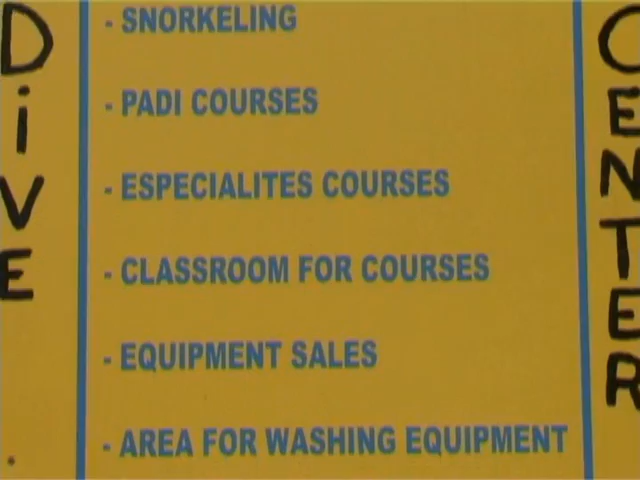 DiVE
- SNORKELING
- PADI COURSES
- ESPECIALITES COURSES
- CLASSROOM FOR COURSES
- EQUIPMENT SALES
- AREA FOR WASHING EQUIPMENT
CENTER